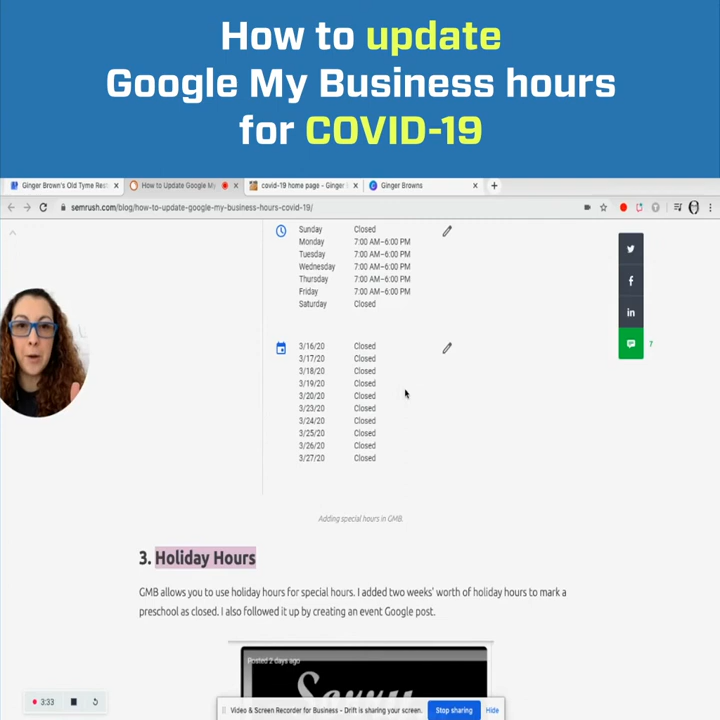 How to update
Google My Business hours
for COVID-19
Ginger Brown's Old Tyme Rest
How to Update Google My
covid-19 home page - Ginger
Ginger Browns
semrush.com/blog/how-to-update-google-my-business-hours-covid-19/
Sunday Closed
Monday 7:00 AM–6:00 PM
Tuesday 7:00 AM–6:00 PM
Wednesday 7:00 AM–6:00 PM
Thursday 7:00 AM–6:00 PM
Friday 7:00 AM–6:00 PM
Saturday Closed
3/16/20 Closed
3/17/20 Closed
3/18/20 Closed
3/19/20 Closed
3/20/20 Closed
3/23/20 Closed
3/24/20 Closed
3/25/20 Closed
3/26/20 Closed
3/27/20 Closed
7
Adding special hours in GMB.
3. Holiday Hours
GMB allows you to use holiday hours for special hours. I added two weeks' worth of holiday hours to mark a
preschool as closed. I also followed it up by creating an event Google post.
Posted 2 days ago
Sorry
3:33
Video & Screen Recorder for Business – Drift is sharing your screen.
Stop sharing
Hide